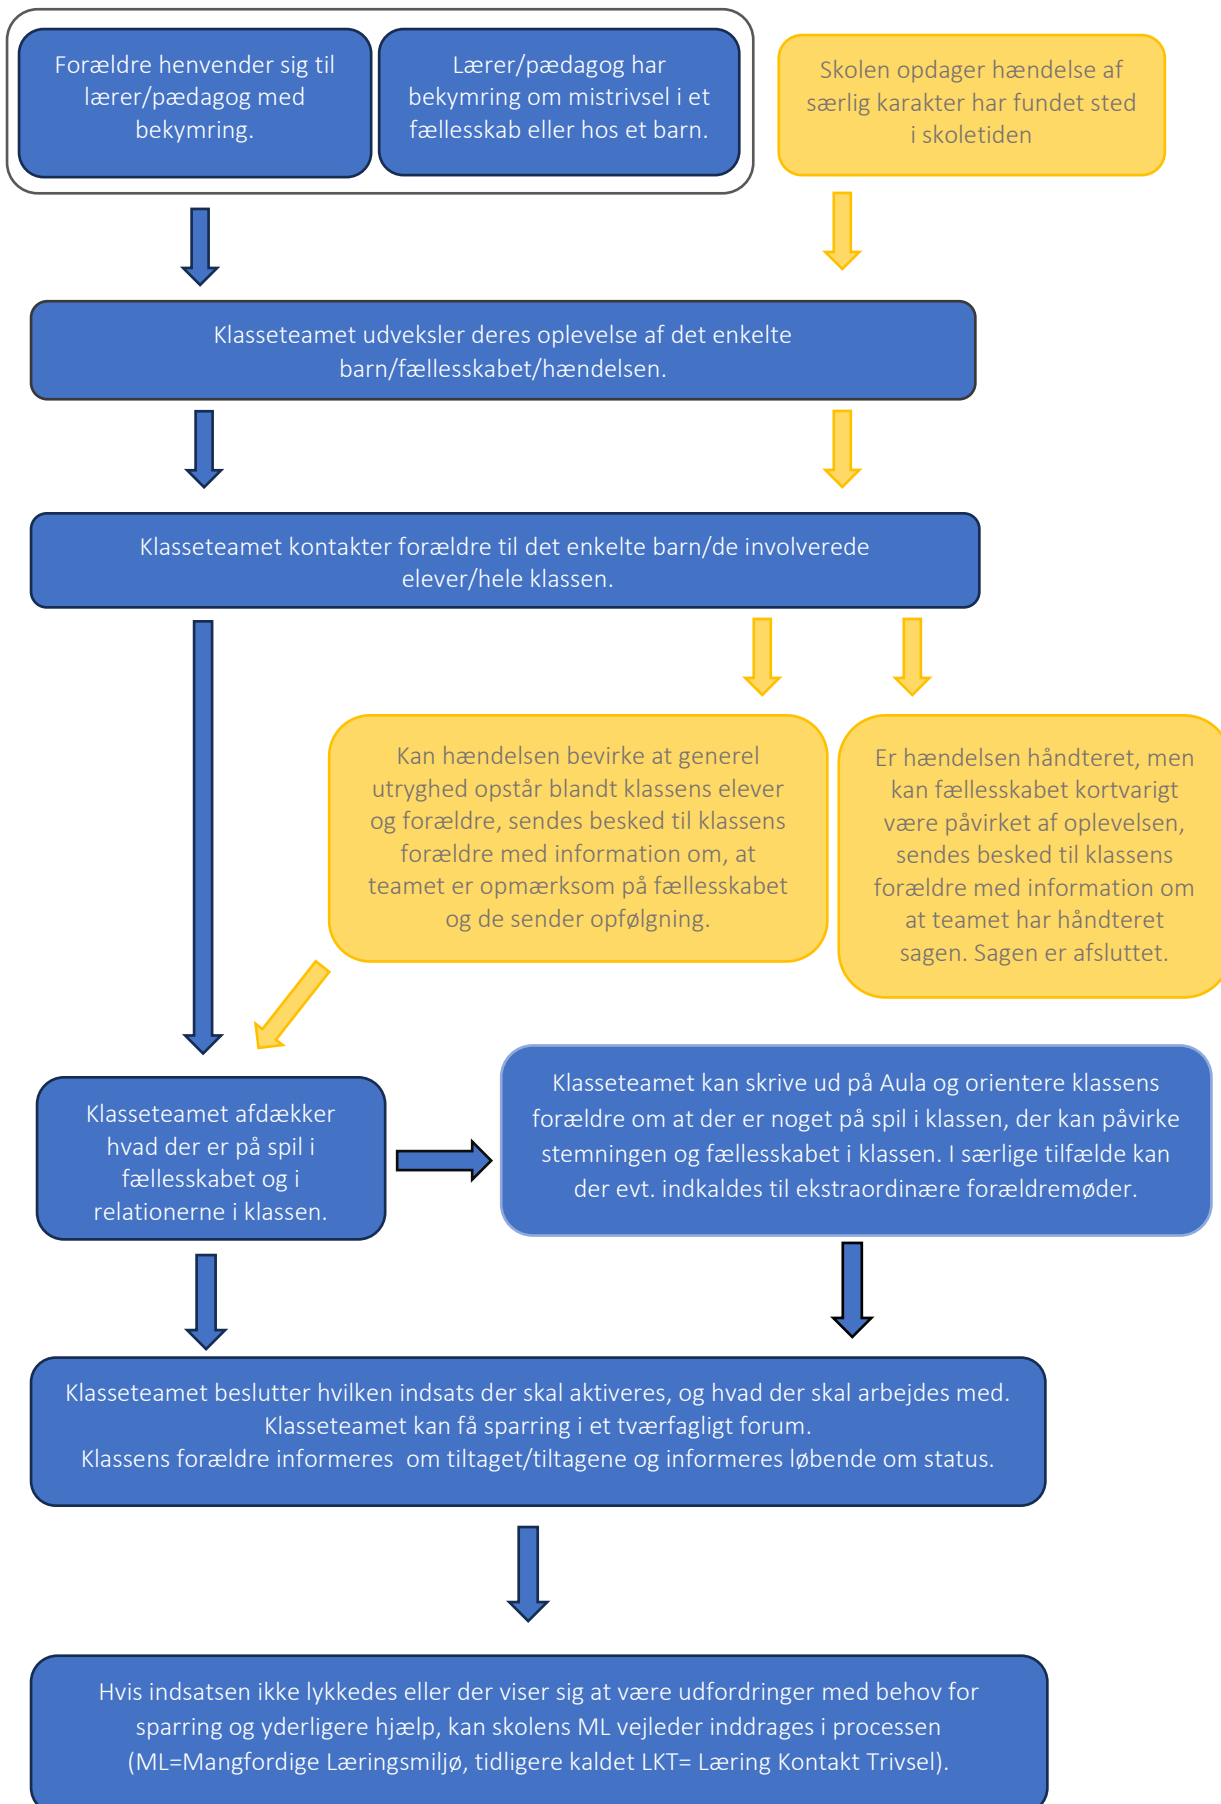 Forældre henvender sig til
lærer/pædagog med
bekymring.
Lærer/pædagog har
bekymring om mistrivsel i et
fællesskab eller hos et barn.
Skolen opdager hændelse af
særlig karakter har fundet sted
i skoletiden
Klasseteamet udveksler deres oplevelse af det enkelte
barn/fællesskabet/hændelsen.
Klasseteamet kontakter forældre til det enkelte barn/de involverede
elever/hele klassen.
Kan hændelsen bevirke at generel
utryghed opstår blandt klassens elever
og forældre, sendes besked til klassens
forældre med information om, at
teamet er opmærksom på fællesskabet
og de sender opfølgning.
Er hændelsen håndteret, men
kan fællesskabet kortvarigt
være påvirket af oplevelsen,
sendes besked til klassens
forældre med information om
at teamet har håndteret
sagen. Sagen er afsluttet.
Klasseteamet afdækker
hvad der er på spil i
fællesskabet og i
relationerne i klassen.
Klasseteamet kan skrive ud på Aula og orientere klassens
forældre om at der er noget på spil i klassen, der kan påvirke
stemningen og fællesskabet i klassen. I særlige tilfælde kan
der evt. indkaldes til ekstraordinære forældremøder.
Klasseteamet beslutter hvilken indsats der skal aktiveres, og hvad der skal arbejdes med.
Klasseteamet kan få sparring i et tværfagligt forum.
Klassens forældre informeres  om tiltaget/tiltagene og informeres løbende om status.
Hvis indsatsen ikke lykkedes eller der viser sig at være udfordringer med behov for
sparring og yderligere hjælp, kan skolens ML vejleder inddrages i processen
(ML=Mangfordige Læringsmiljø, tidligere kaldet LKT= Læring Kontakt Trivsel).